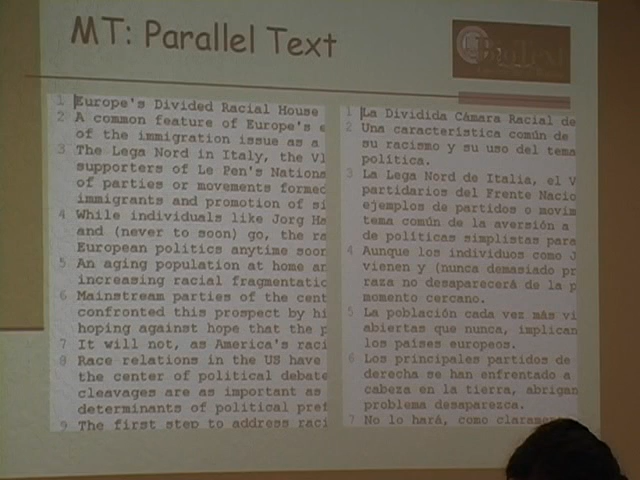 MT: Parallel Text
BigText
1 Europe's Divided Racial House
2 A common feature of Europe's e
of the immigration issue as a
3 The Lega Nord in Italy, the Vl
supporters of Le Pen's Nationa
of parties or movements formed
immigrants and promotion of si
4 While individuals like Jorg Ha
and (never to soon) go, the ra
European politics anytime soon
5 An aging population at home an
increasing racial fragmentatio
6 Mainstream parties of the cent
confronted this prospect by hi
hoping against hope that the p
7 It will not, as America's raci
8 Race relations in the US have
the center of political debate
cleavages are as important as
determinants of political pref
9 The first step to address raci
1 La Dividida Cámara Racial de
2 Una característica común de
su racismo y su uso del tema
política.
3 La Lega Nord de Italia, el V
partidarios del Frente Nacio
ejemplos de partidos o movim
tema común de la aversión a
de políticas simplistas para
4 Aunque los individuos como J
vienen y (nunca demasiado pr
raza no desaparecerá de la p
momento cercano.
5 La población cada vez más vi
abiertas que nunca, implican
los países europeos.
6 Los principales partidos de
derecha se han enfrentado a
cabeza en la tierra, abrigan
problema desaparezca.
7 No lo hará, como claramente